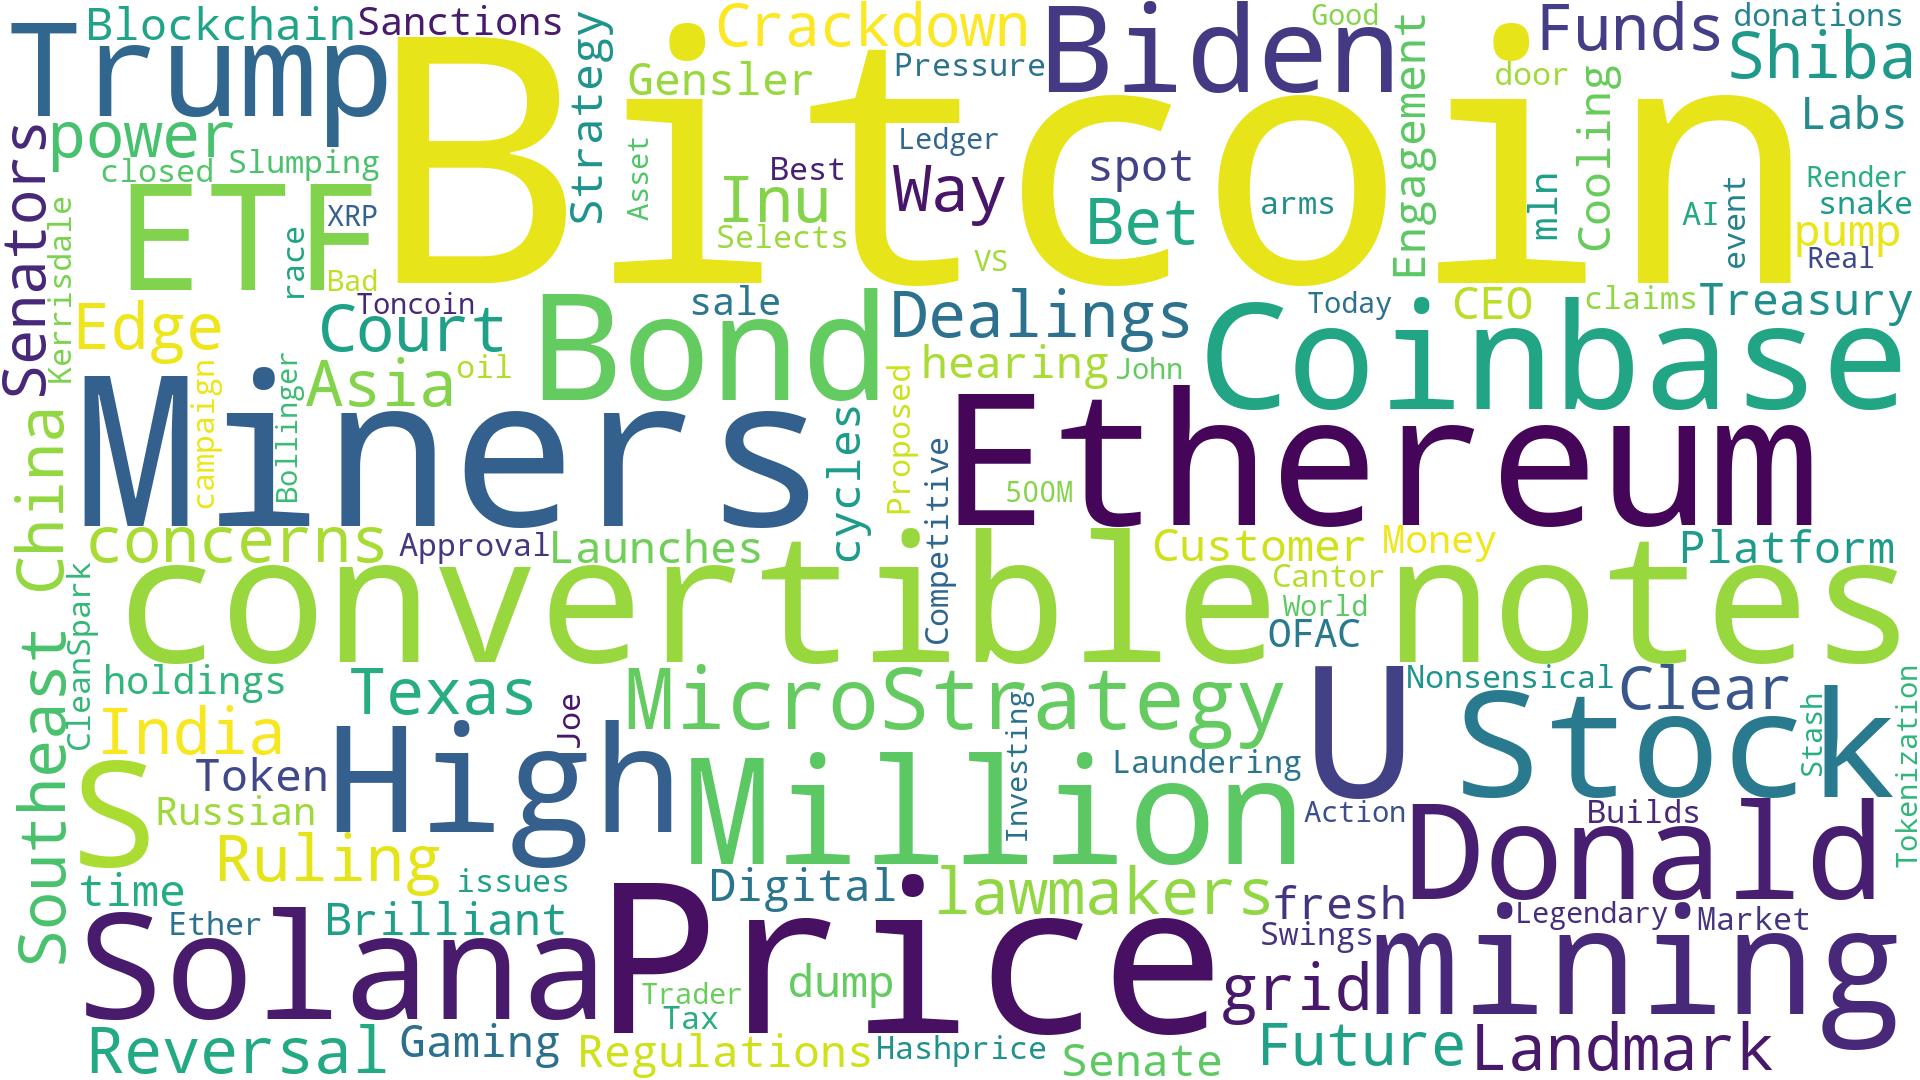 Blockchain
Sanctions
Trump
Bitcoin
Strategy
Crackdown
Gensler
Pressure
Biden
Good
Engagement
Funds
donations
Shiba
door
Cooling
Labs
Senators
power
closed
Slumping
ETF
XRP
race
Bad
Kerrisdale
Asset
Best
Inu
Selects
Ledger
Way
VS
spot
Bet
arms
mln
AI
event
Render
snake
pump
Real
Edge
Toncoin
Court
Asia
oil
campaign
Bollinger
Bond
sale
Dealings
hearing
John
Proposed
Today
CEO
claims
Treasury
Coinbase
Miners
cycles
Competitive
500M
Ethereum
Southeast China
concerns
Approval
Launches
Customer
Money
Platform
Cantor
World
OFAC
convertible notes
CleanSpark
holdings
Texas
Joe
MicroStrategy
Investing
U
Nonsensical
Clear
Stock
Stash
Tokenization
India
Token
High
Russian
S
Million
Laundering
Action
Builds
Donald
Ruling
time
issues
Digital
lawmakers
fresh
Swings
Legendary
Market
Ether
Brilliant
Solana
Price
Trader
Tax
dump
grid
mining
Reversal
Gaming
Regulations
Hashprice
Senate
Future
Landmark